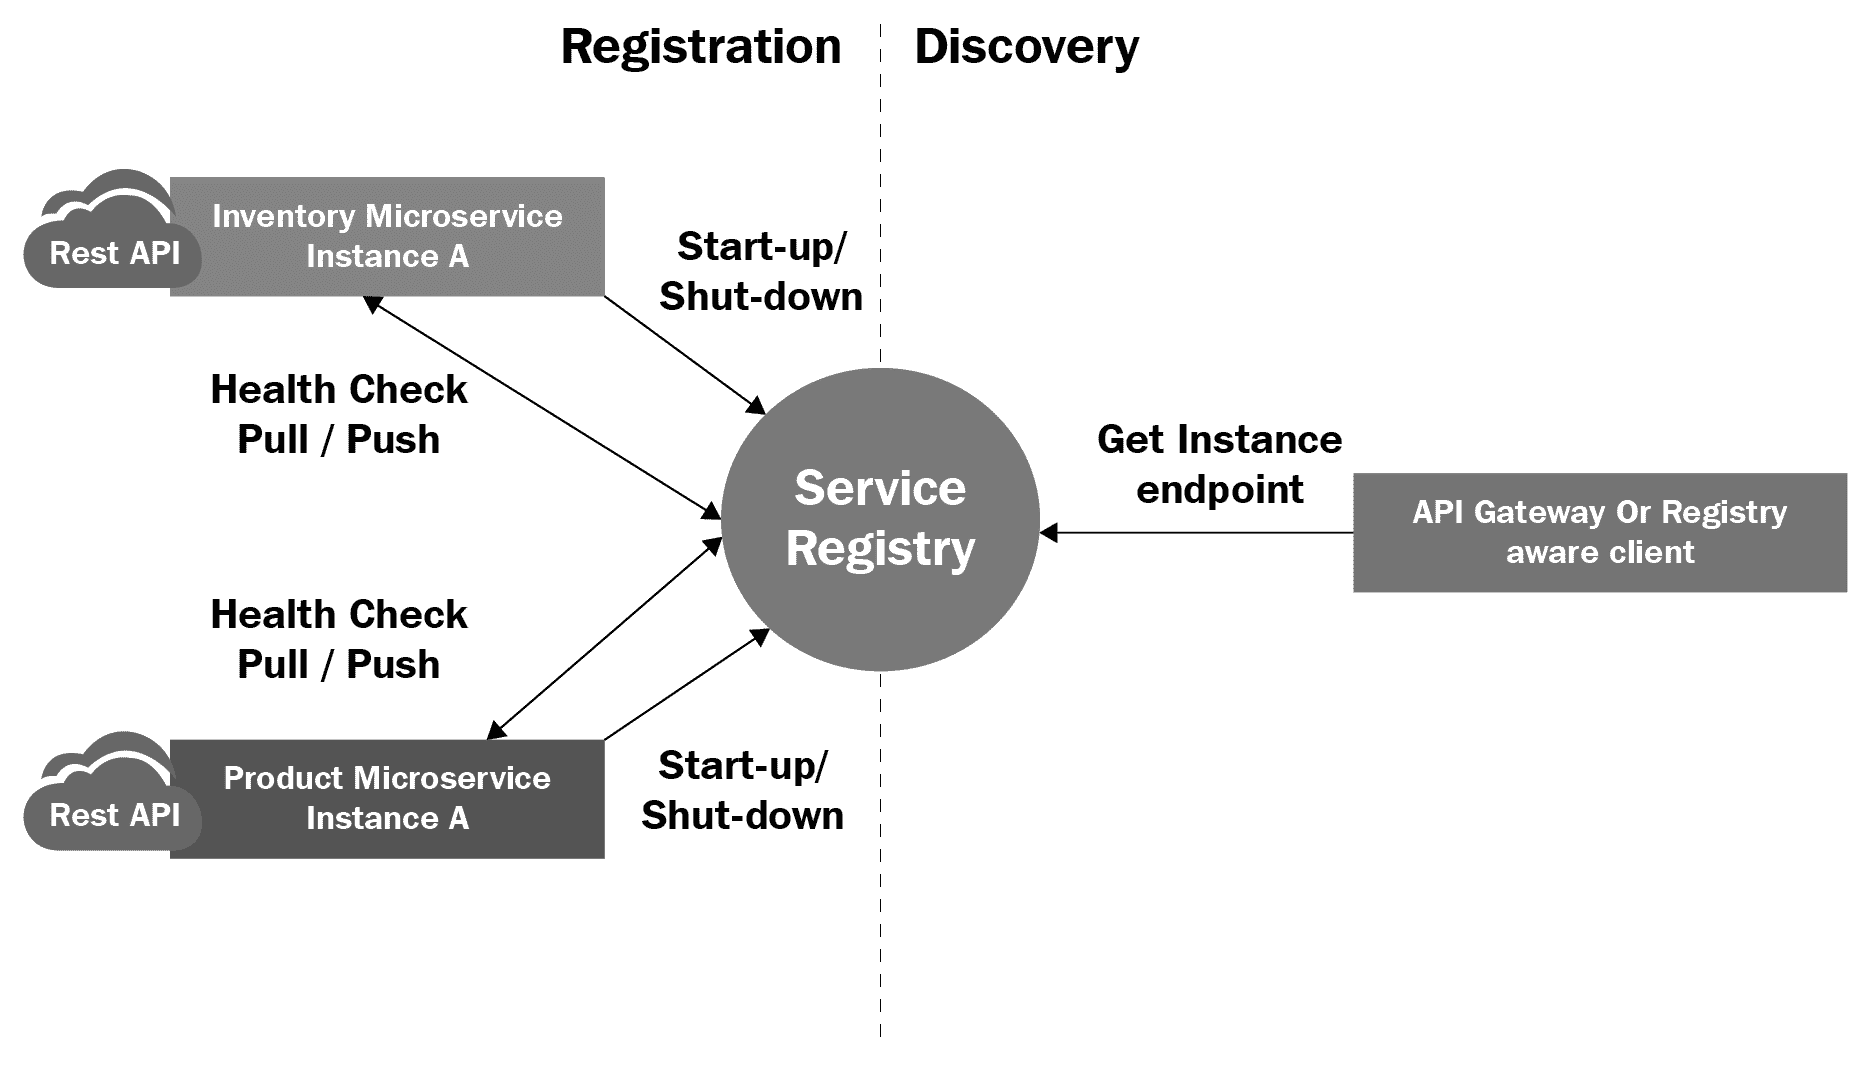 Registration
Discovery
Rest API
Inventory Microservice
Instance A
Start-up/
Shut-down
Health Check
Pull / Push
Service
Registry
Get Instance
endpoint
API Gateway Or Registry
aware client
Health Check
Pull / Push
Rest API
Product Microservice
Instance A
Start-up/
Shut-down